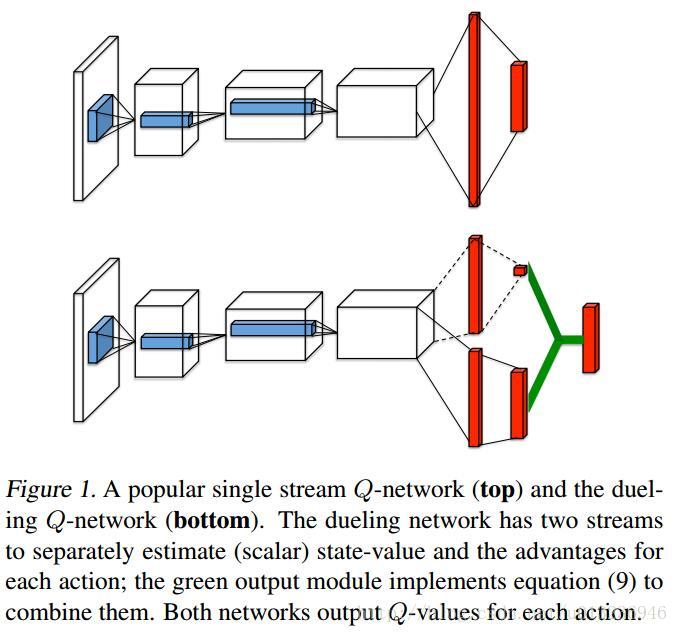 Figure 1. A popular single stream Q-network (top) and the duel-
ing Q-network (bottom). The dueling network has two streams
to separately estimate (scalar) state-value and the advantages for
each action; the green output module implements equation (9) to
combine them. Both networks output Q-values for each action.